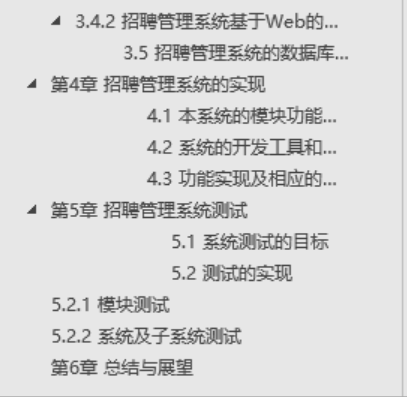 3.4.2 招聘管理系统基于Web的...
3.5 招聘管理系统的数据库...
第4章 招聘管理系统的实现
4.1 本系统的模块功能...
4.2 系统的开发工具和...
4.3 功能实现及相应的...
第5章 招聘管理系统测试
5.1 系统测试的目标
5.2 测试的实现
5.2.1 模块测试
5.2.2 系统及子系统测试
第6章 总结与展望